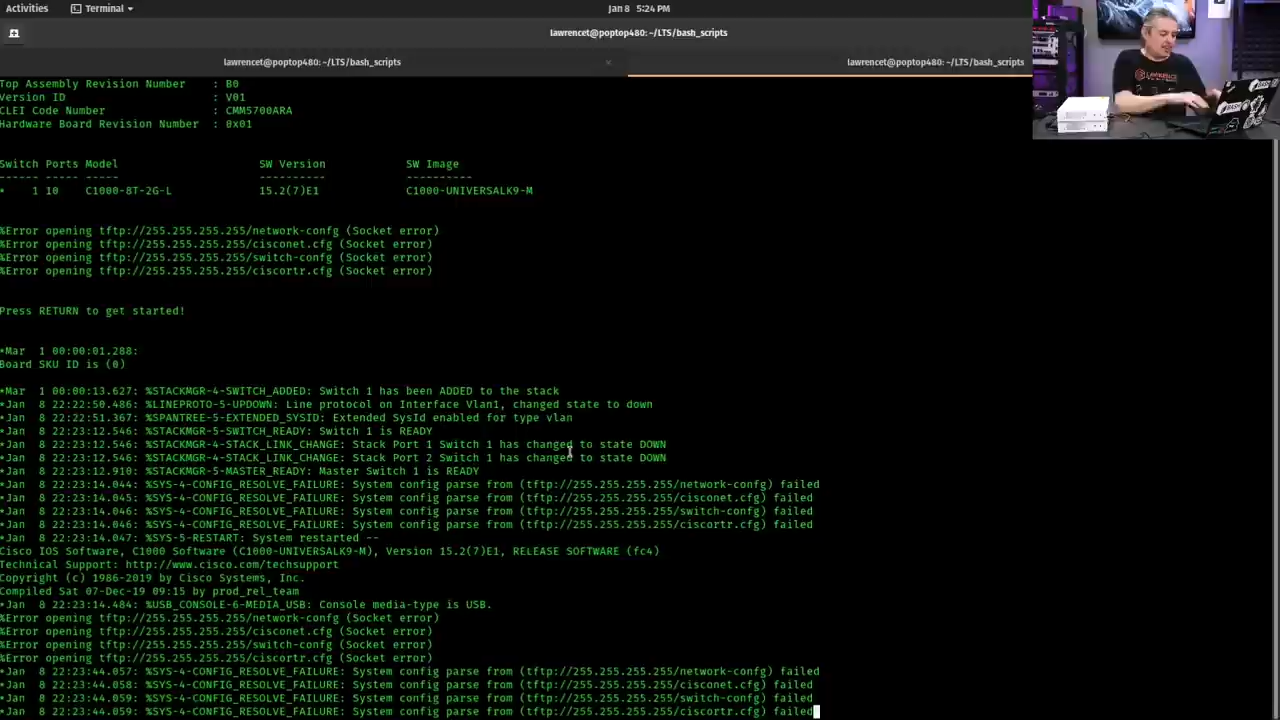 Activities
Terminal
Jan 8 5:24 PM
lawrencet@poptop480: ~/LTS/bash_scripts
lawrencet@poptop480: ~/LTS/bash_scripts
×
lawrencet@poptop480: ~/LTS/bash_scripts
Top Assembly Revision Number : B0
Version ID : V01
CLEI Code Number : CMM5700ARA
Hardware Board Revision Number : 0x01
Switch Ports Model SW Version SW Image
------ ----- ----- ---------- ----------
* 1 10 C1000-8T-2G-L 15.2(7)E1 C1000-UNIVERSALK9-M
%Error opening tftp://255.255.255.255/network-confg (Socket error)
%Error opening tftp://255.255.255.255/cisconet.cfg (Socket error)
%Error opening tftp://255.255.255.255/switch-confg (Socket error)
%Error opening tftp://255.255.255.255/ciscortr.cfg (Socket error)
Press RETURN to get started!
*Mar 1 00:00:01.288:
Board SKU ID is (0)
*Mar 1 00:00:13.627: %STACKMGR-4-SWITCH_ADDED: Switch 1 has been ADDED to the stack
*Jan 8 22:22:50.486: %LINEPROTO-5-UPDOWN: Line protocol on Interface Vlan1, changed state to down
*Jan 8 22:22:51.367: %SPANTREE-5-EXTENDED_SYSID: Extended SysId enabled for type vlan
*Jan 8 22:23:12.546: %STACKMGR-5-SWITCH_READY: Switch 1 is READY
*Jan 8 22:23:12.546: %STACKMGR-4-STACK_LINK_CHANGE: Stack Port 1 Switch 1 has changed to state DOWN
*Jan 8 22:23:12.546: %STACKMGR-4-STACK_LINK_CHANGE: Stack Port 2 Switch 1 has changed to state DOWN
*Jan 8 22:23:12.910: %STACKMGR-5-MASTER_READY: Master Switch 1 is READY
*Jan 8 22:23:14.044: %SYS-4-CONFIG_RESOLVE_FAILURE: System config parse from (tftp://255.255.255.255/network-confg) failed
*Jan 8 22:23:14.045: %SYS-4-CONFIG_RESOLVE_FAILURE: System config parse from (tftp://255.255.255.255/cisconet.cfg) failed
*Jan 8 22:23:14.046: %SYS-4-CONFIG_RESOLVE_FAILURE: System config parse from (tftp://255.255.255.255/switch-confg) failed
*Jan 8 22:23:14.046: %SYS-4-CONFIG_RESOLVE_FAILURE: System config parse from (tftp://255.255.255.255/ciscortr.cfg) failed
*Jan 8 22:23:14.047: %SYS-5-RESTART: System restarted --
Cisco IOS Software, C1000 Software (C1000-UNIVERSALK9-M), Version 15.2(7)E1, RELEASE SOFTWARE (fc4)
Technical Support: http://www.cisco.com/techsupport
Copyright (c) 1986-2019 by Cisco Systems, Inc.
Compiled Sat 07-Dec-19 09:15 by prod_rel_team
*Jan 8 22:23:14.484: %USB_CONSOLE-6-MEDIA_USB: Console media-type is USB.
%Error opening tftp://255.255.255.255/network-confg (Socket error)
%Error opening tftp://255.255.255.255/cisconet.cfg (Socket error)
%Error opening tftp://255.255.255.255/switch-confg (Socket error)
%Error opening tftp://255.255.255.255/ciscortr.cfg (Socket error)
*Jan 8 22:23:44.057: %SYS-4-CONFIG_RESOLVE_FAILURE: System config parse from (tftp://255.255.255.255/network-confg) failed
*Jan 8 22:23:44.058: %SYS-4-CONFIG_RESOLVE_FAILURE: System config parse from (tftp://255.255.255.255/cisconet.cfg) failed
*Jan 8 22:23:44.059: %SYS-4-CONFIG_RESOLVE_FAILURE: System config parse from (tftp://255.255.255.255/switch-confg) failed
*Jan 8 22:23:44.059: %SYS-4-CONFIG_RESOLVE_FAILURE: System config parse from (tftp://255.255.255.255/ciscortr.cfg) failed
LAWRENCE